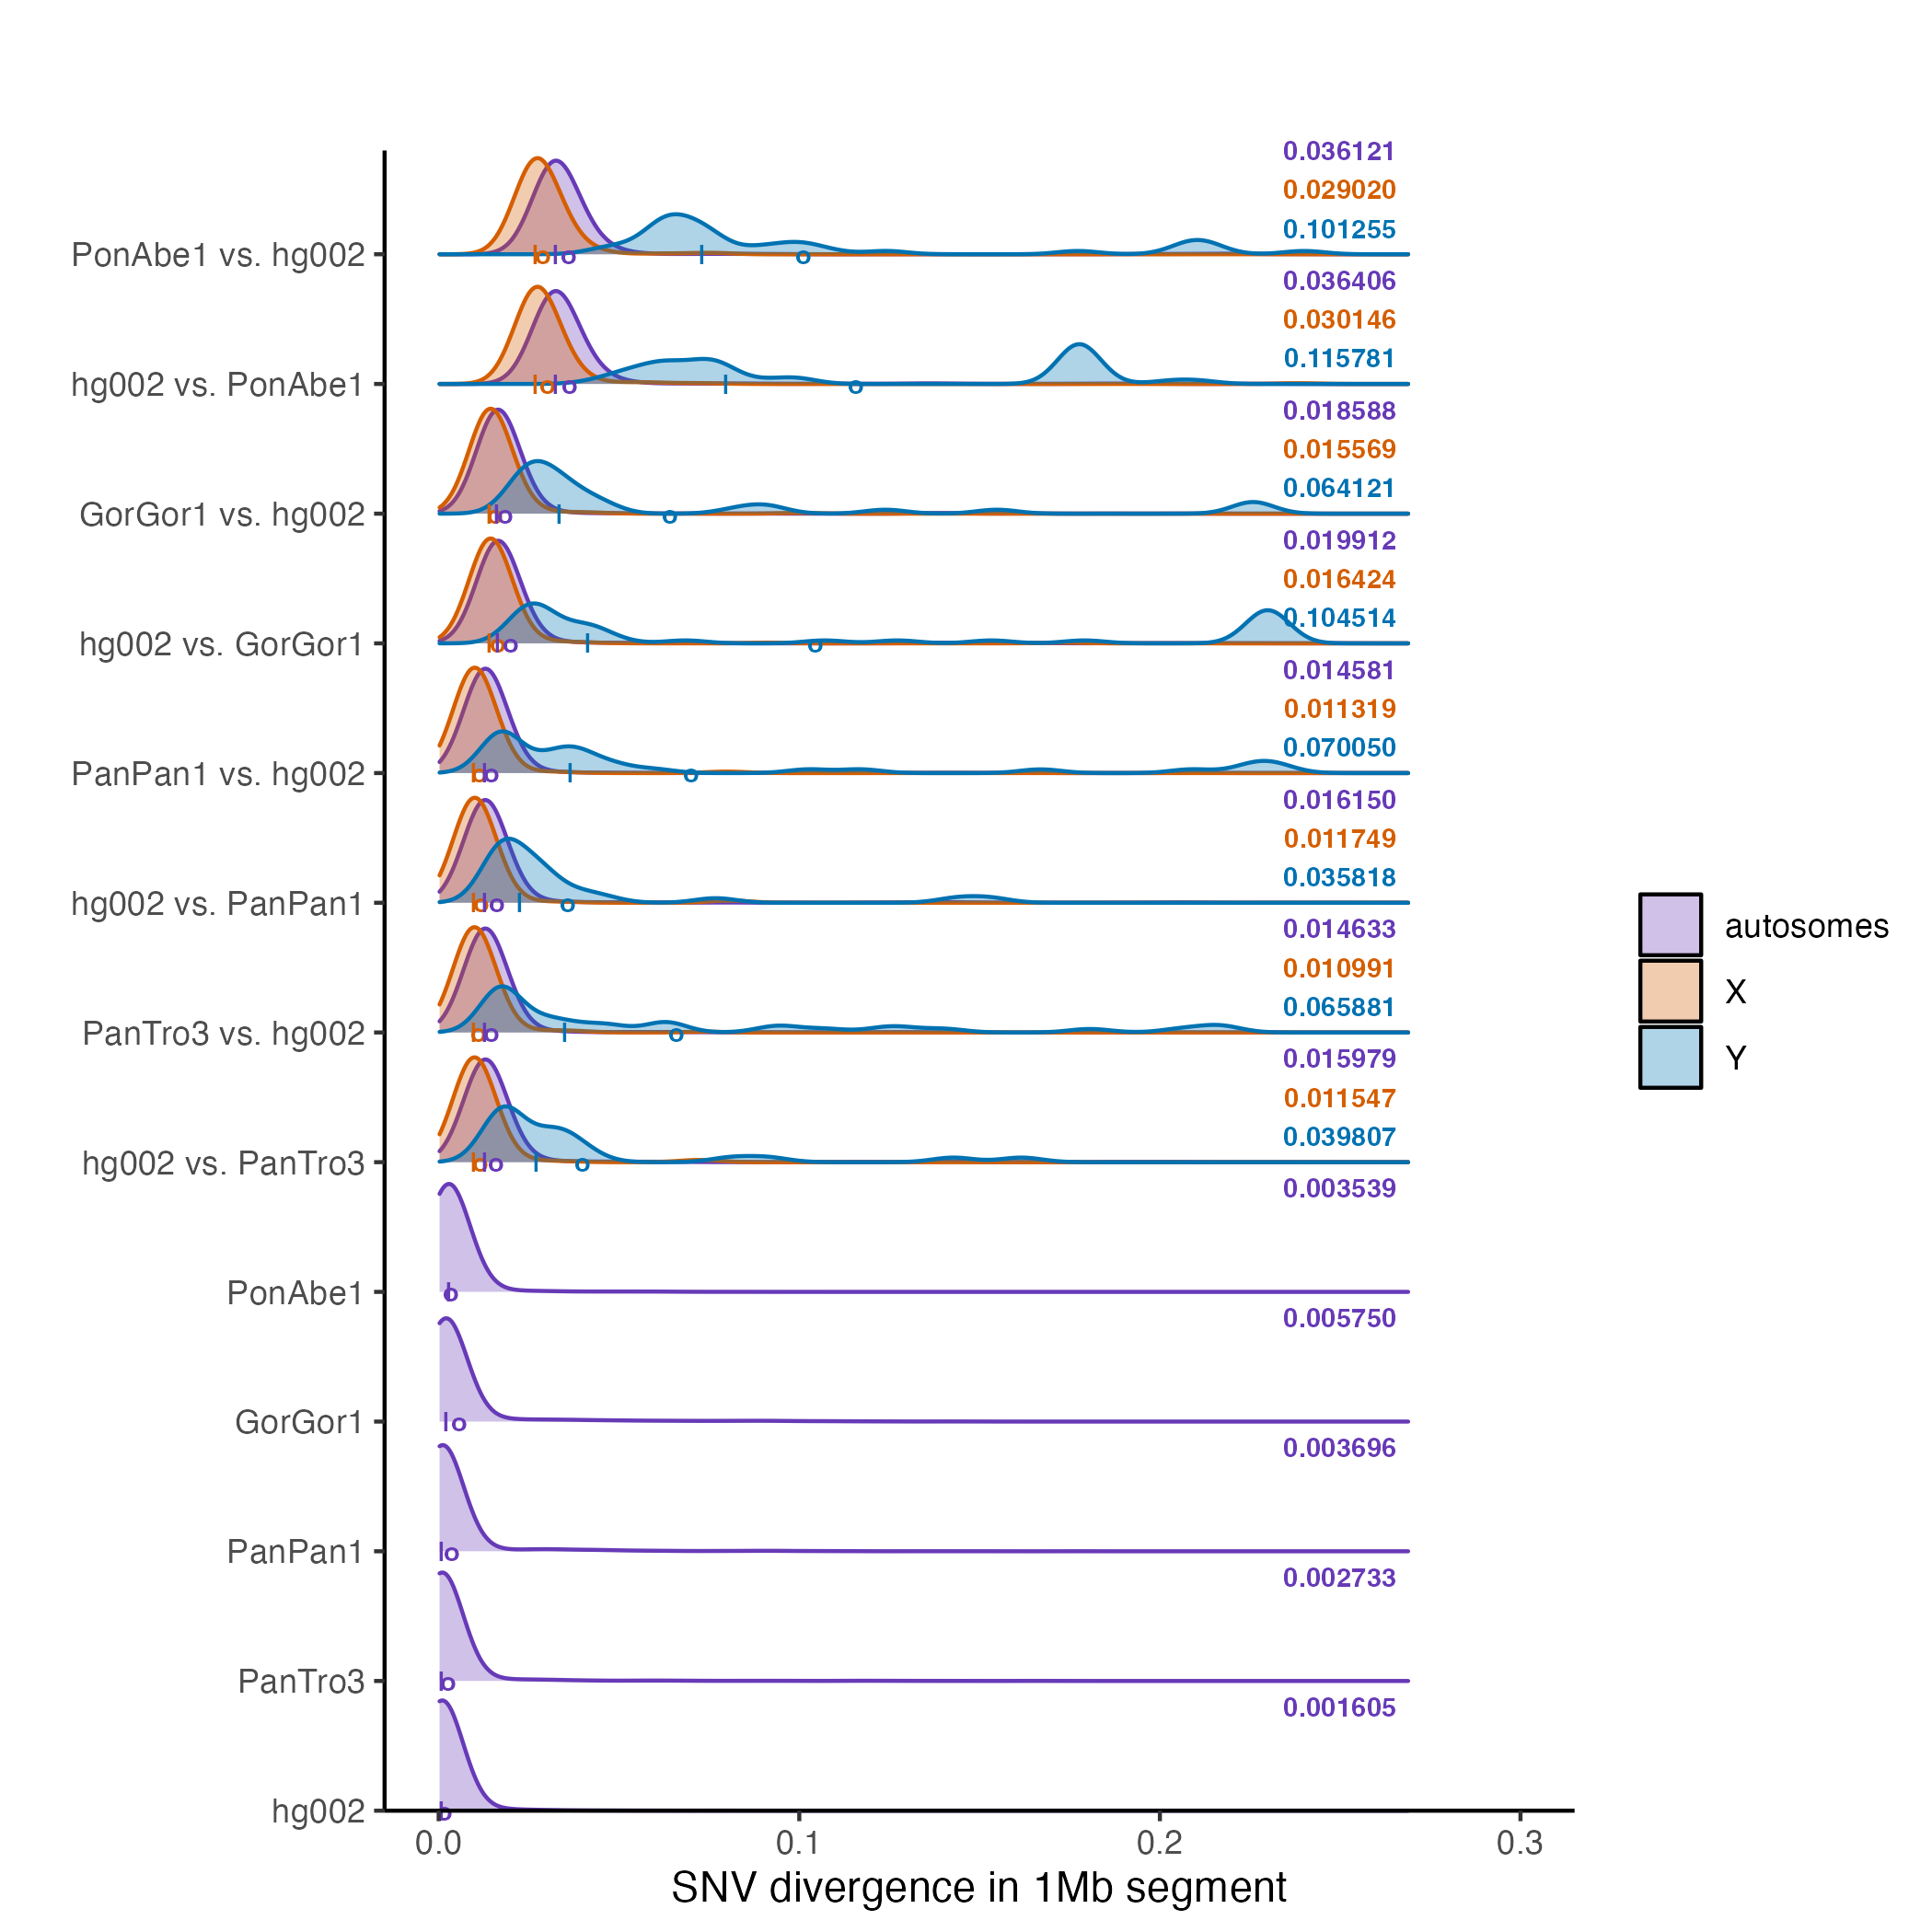 0.036121
0.029020
0.101255
PonAbe1 vs. hg002
0.036406
0.030146
0.115781
hg002 vs. PonAbe1
0.018588
0.015569
0.064121
GorGor1 vs. hg002
0.019912
0.016424
0.104514
hg002 vs. GorGor1
0.014581
0.011319
0.070050
PanPan1 vs. hg002
0.016150
0.011749
0.035818
hg002 vs. PanPan1
0.014633
0.010991
0.065881
PanTro3 vs. hg002
0.015979
0.011547
0.039807
hg002 vs. PanTro3
0.003539
PonAbe1
0.005750
GorGor1
0.003696
PanPan1
0.002733
PanTro3
0.001605
hg002
0.0 0.1 0.2 0.3
SNV divergence in 1Mb segment
autosomes
X
Y